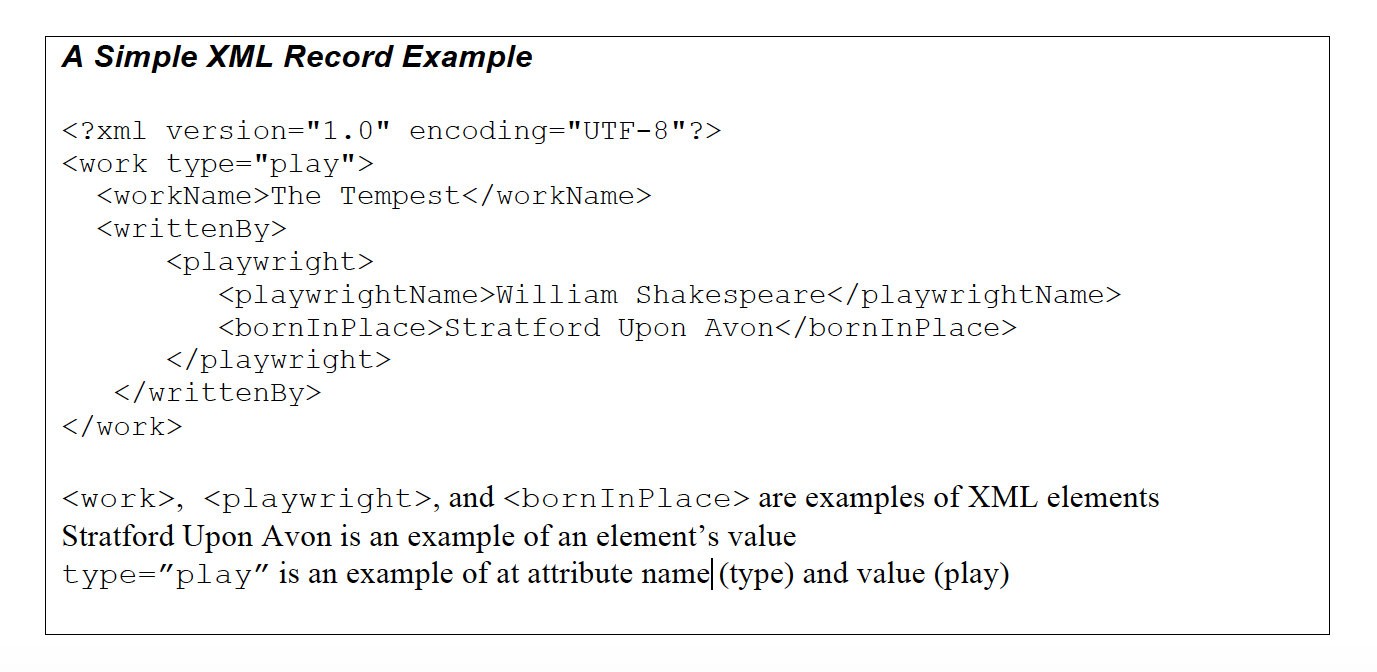 A Simple XML Record Example
<?xml version="1.0" encoding="UTF-8"?>
<work type="play">
<workName>The Tempest</workName>
<writtenBy>
<playwright>
<playwrightName>William Shakespeare</playwrightName>
<bornInPlace>Stratford Upon Avon</bornInPlace>
</playwright>
</writtenBy>
</work>
<work>, <playwright>, and <bornInPlace> are examples of XML elements
Stratford Upon Avon is an example of an element’s value
type=”play” is an example of at attribute name (type) and value (play)